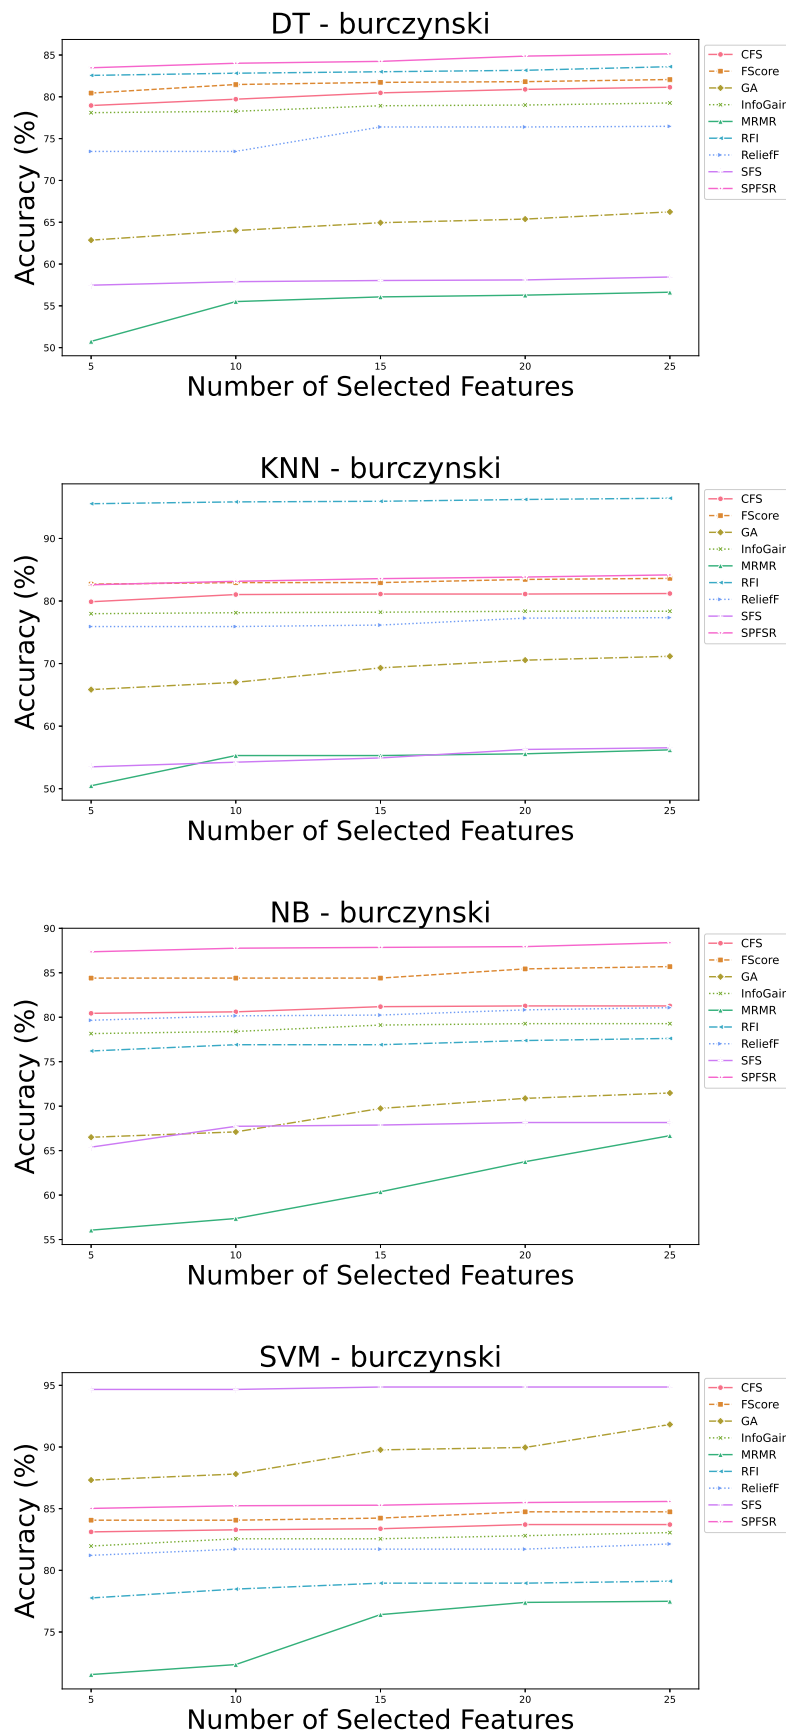 DT - burczynski
85
80
75
70
65
60
55
50
Accuracy (%)
5 10 15 20 25
Number of Selected Features
CFS
FScore
GA
InfoGain
MRMR
RFI
ReliefF
SFS
SPFSR
KNN - burczynski
90
80
70
60
50
Accuracy (%)
5 10 15 20 25
Number of Selected Features
CFS
FScore
GA
InfoGain
MRMR
RFI
ReliefF
SFS
SPFSR
NB - burczynski
90
85
80
75
70
65
60
55
Accuracy (%)
5 10 15 20 25
Number of Selected Features
CFS
FScore
GA
InfoGain
MRMR
RFI
ReliefF
SFS
SPFSR
SVM - burczynski
95
90
85
80
75
Accuracy (%)
5 10 15 20 25
Number of Selected Features
CFS
FScore
GA
InfoGain
MRMR
RFI
ReliefF
SFS
SPFSR